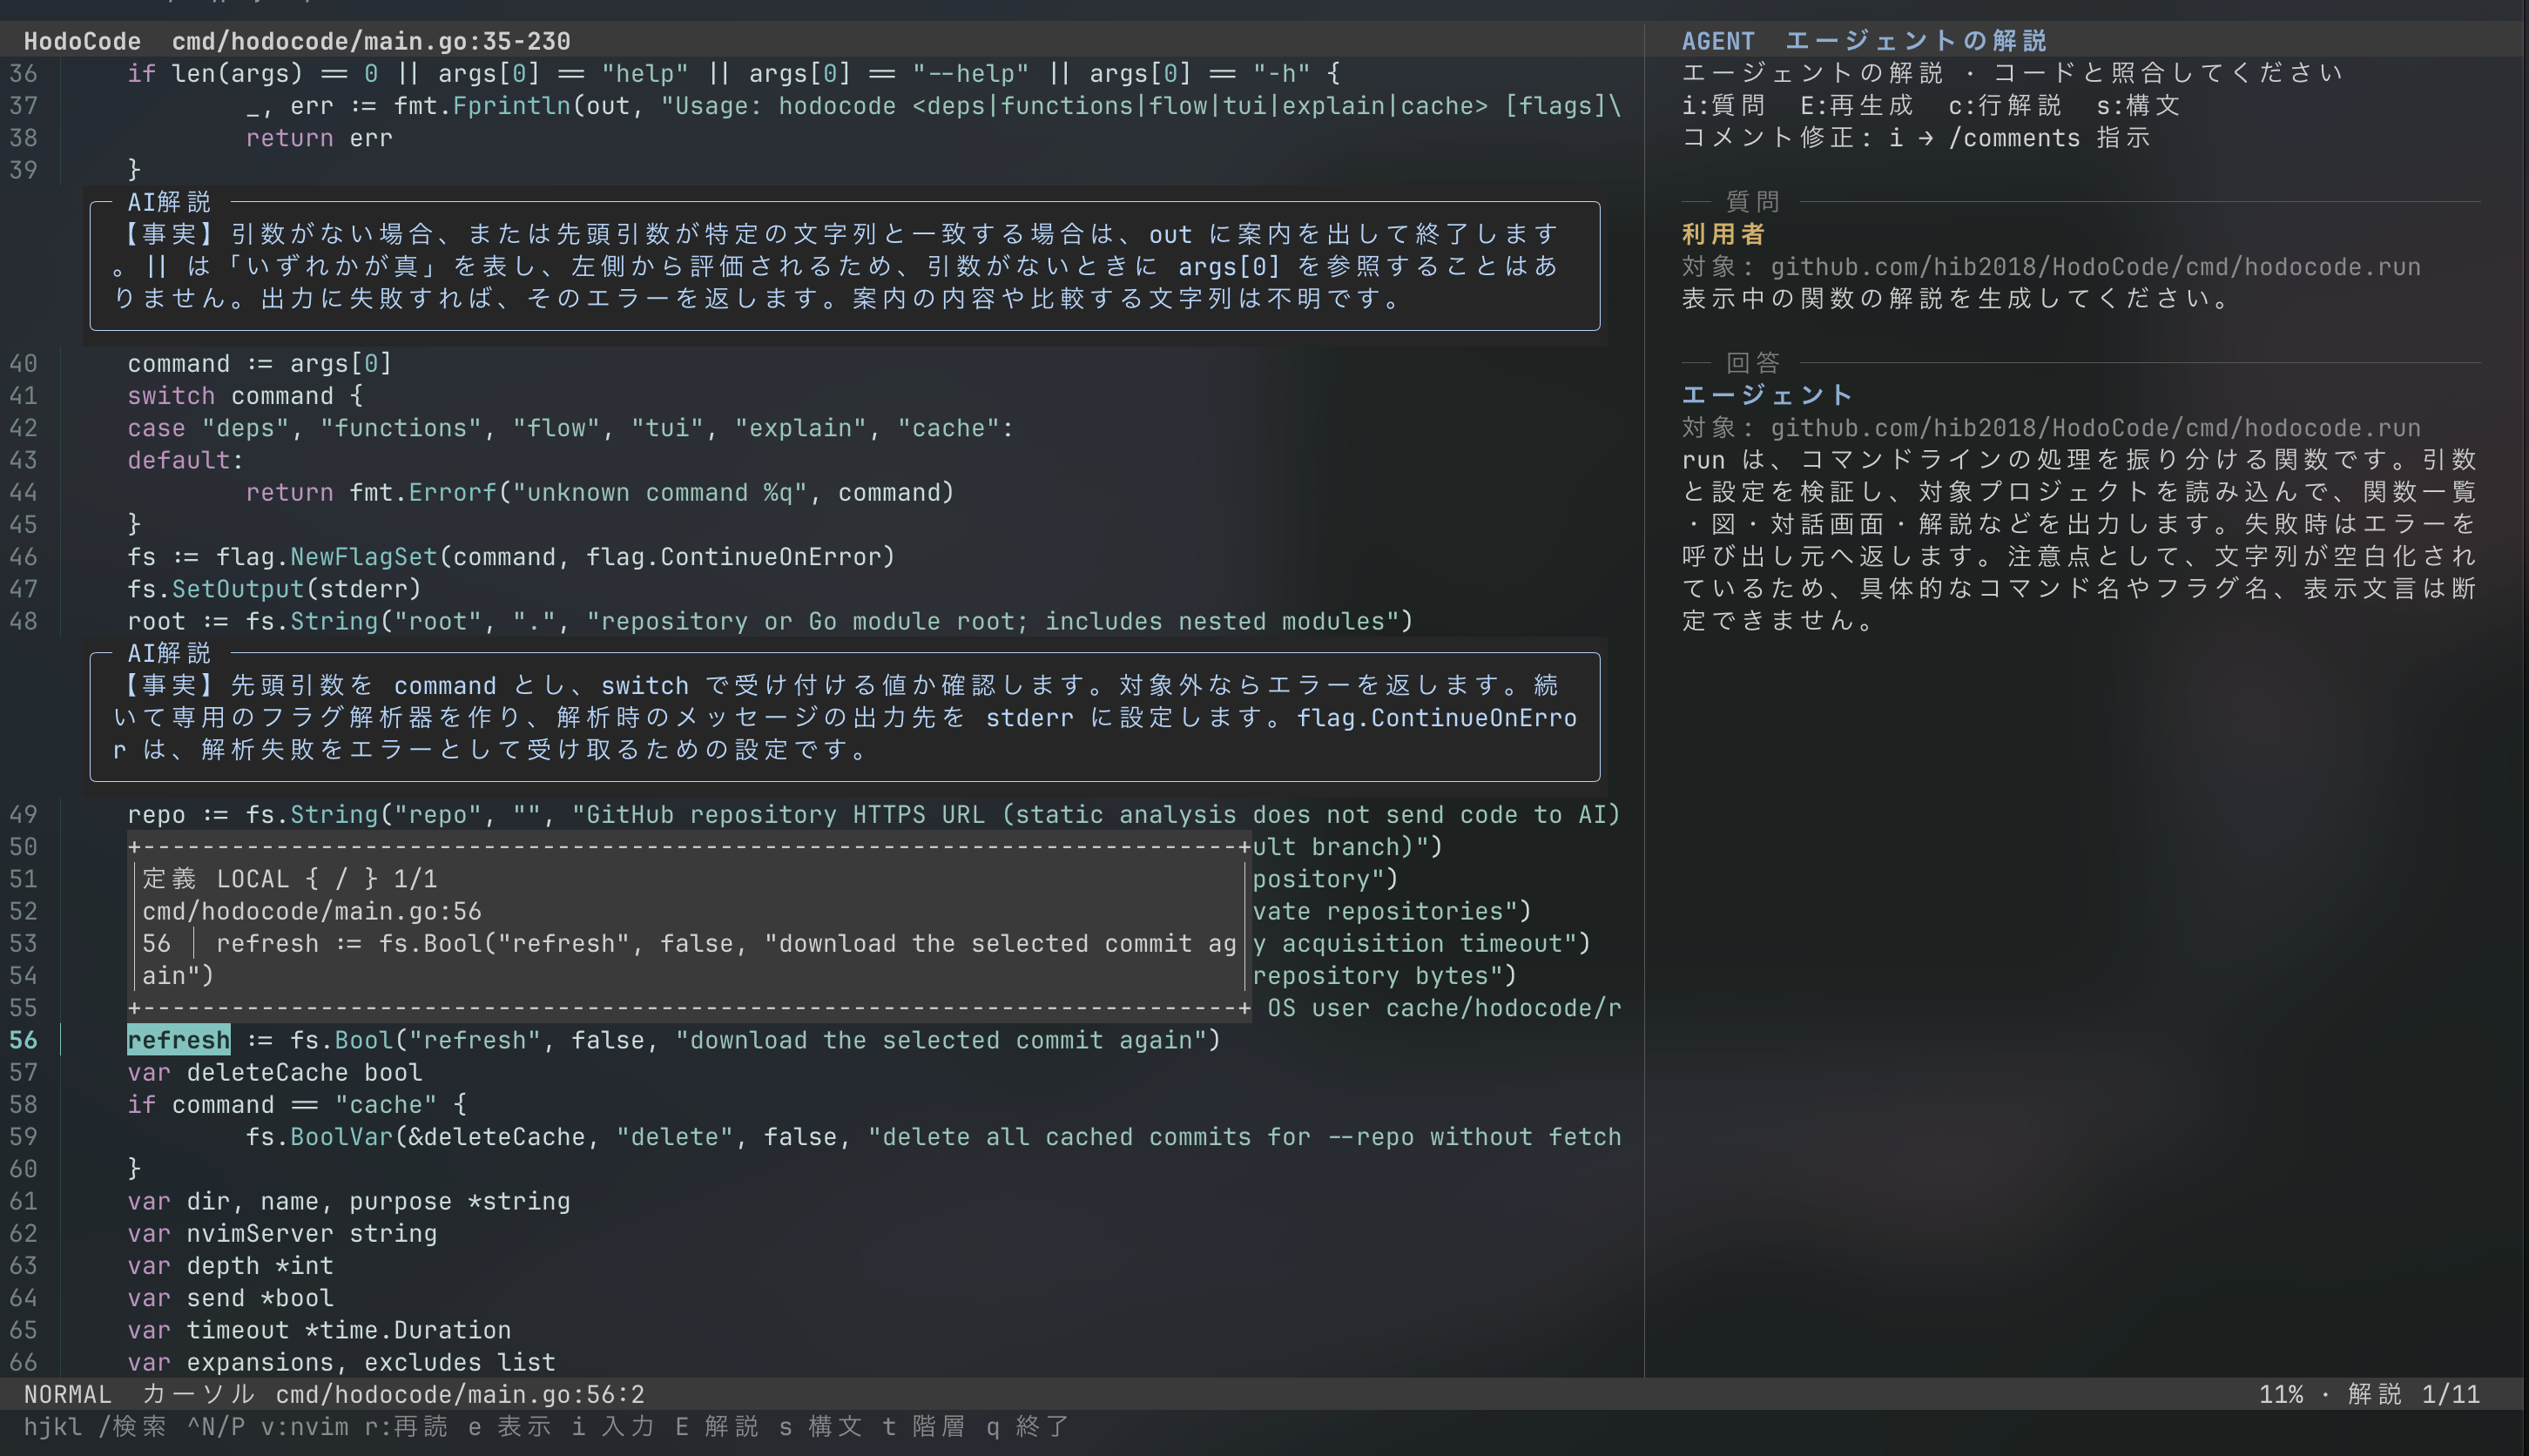 HodoCode cmd/hodocode/main.go:35-230
36 if len(args) == 0 || args[0] == "help" || args[0] == "--help" || args[0] == "-h" {
37 _, err := fmt.Fprintln(out, "Usage: hodocode <deps|functions|flow|tui|explain|cache> [flags]\
38 return err
39 }
AI解説
【事実】引数がない場合、または先頭引数が特定の文字列と一致する場合は、out に案内を出して終了します
。|| は「いずれかが真」を表し、左側から評価されるため、引数がないときに args[0] を参照することはあ
りません。出力に失敗すれば、そのエラーを返します。案内の内容や比較する文字列は不明です。
40 command := args[0]
41 switch command {
42 case "deps", "functions", "flow", "tui", "explain", "cache":
43 default:
44 return fmt.Errorf("unknown command %q", command)
45 }
46 fs := flag.NewFlagSet(command, flag.ContinueOnError)
47 fs.SetOutput(stderr)
48 root := fs.String("root", ".", "repository or Go module root; includes nested modules")
AI解説
【事実】先頭引数を command とし、switch で受け付ける値か確認します。対象外ならエラーを返します。続
いて専用のフラグ解析器を作り、解析時のメッセージの出力先を stderr に設定します。flag.ContinueOnErro
r は、解析失敗をエラーとして受け取るための設定です。
49 repo := fs.String("repo", "", "GitHub repository HTTPS URL (static analysis does not send code to AI)
50 +--------------------------------------------------------------------------+ult branch)")
51 定義 LOCAL { / } 1/1 pository")
52 cmd/hodocode/main.go:56 vate repositories")
53 56 │ refresh := fs.Bool("refresh", false, "download the selected commit ag y acquisition timeout")
54 ain") repository bytes")
55 +--------------------------------------------------------------------------+ OS user cache/hodocode/r
56 refresh := fs.Bool("refresh", false, "download the selected commit again")
57 var deleteCache bool
58 if command == "cache" {
59 fs.BoolVar(&deleteCache, "delete", false, "delete all cached commits for --repo without fetch
60 }
61 var dir, name, purpose *string
62 var nvimServer string
63 var depth *int
64 var send *bool
65 var timeout *time.Duration
66 var expansions, excludes list
AGENT エージェントの解説
エージェントの解説 · コードと照合してください
i:質問 E:再生成 c:行解説 s:構文
コメント修正: i → /comments 指示
質問
利用者
対象: github.com/hib2018/HodoCode/cmd/hodocode.run
表示中の関数の解説を生成してください。
回答
エージェント
対象: github.com/hib2018/HodoCode/cmd/hodocode.run
run は、コマンドラインの処理を振り分ける関数です。引数
と設定を検証し、対象プロジェクトを読み込んで、関数一覧
・図・対話画面・解説などを出力します。失敗時はエラーを
呼び出し元へ返します。注意点として、文字列が空白化され
ているため、具体的なコマンド名やフラグ名、表示文言は断
定できません。
NORMAL カーソル cmd/hodocode/main.go:56:2
11% · 解説 1/11
hjkl /検索 ^N/P v:nvim r:再読 e 表示 i 入力 E 解説 s 構文 t 階層 q 終了